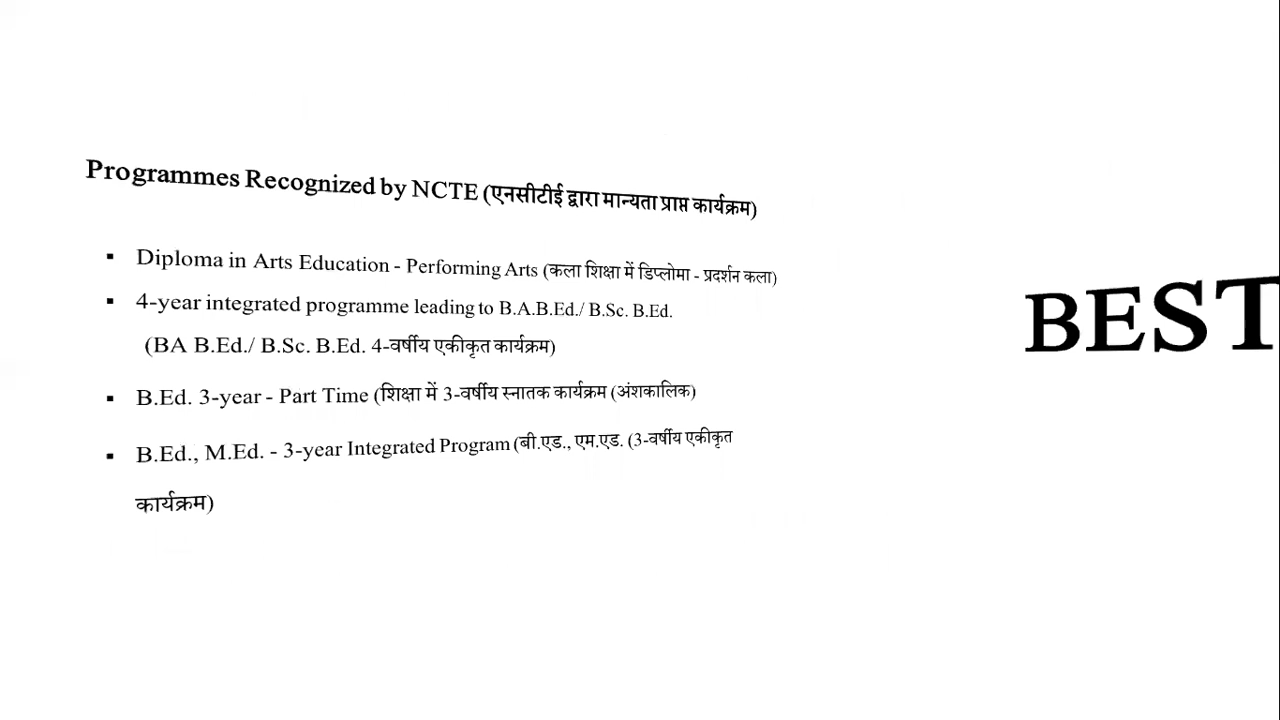 Programmes Recognized by NCTE (एनसीटीई द्वारा मान्यता प्राप्त कार्यक्रम)
▪ Diploma in Arts Education - Performing Arts (कला शिक्षा में डिप्लोमा - प्रदर्शन कला)
▪ 4-year integrated programme leading to B.A.B.Ed./ B.Sc. B.Ed.
(BA B.Ed./ B.Sc. B.Ed. 4-वर्षीय एकीकृत कार्यक्रम)
▪ B.Ed. 3-year - Part Time (शिक्षा में 3-वर्षीय स्नातक कार्यक्रम (अंशकालिक)
▪ B.Ed., M.Ed. - 3-year Integrated Program (बी.एड., एम.एड. (3-वर्षीय एकीकृत
कार्यक्रम)
BEST